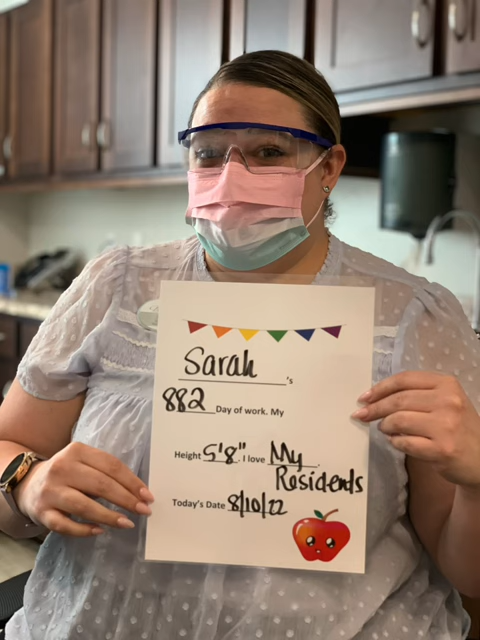 Sarah's
882 Day of work. My
Height 5'8". I love My
Residents
Today's Date 8/10/22